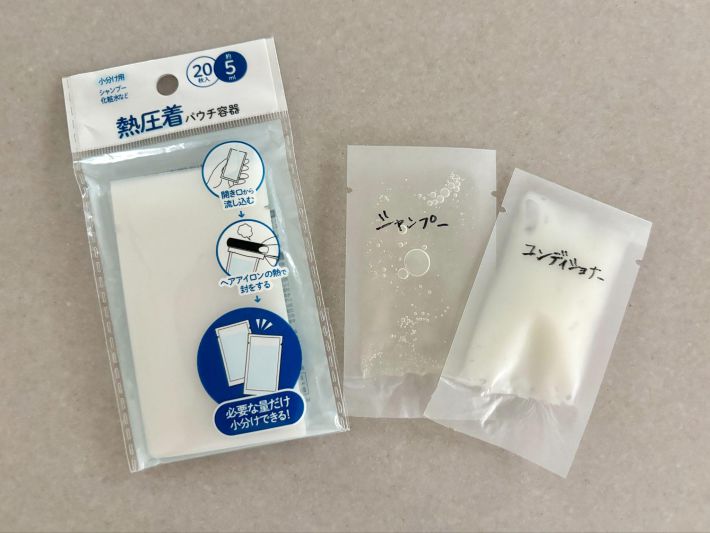 小分け用
シャンプー
化粧水など
20
枚入
約
5
ml
熱圧着パウチ容器
開き口から
流し込む
ヘアアイロンの熱で
封をする
必要な量だけ
小分けできる!
シャンプー
コンディショナー